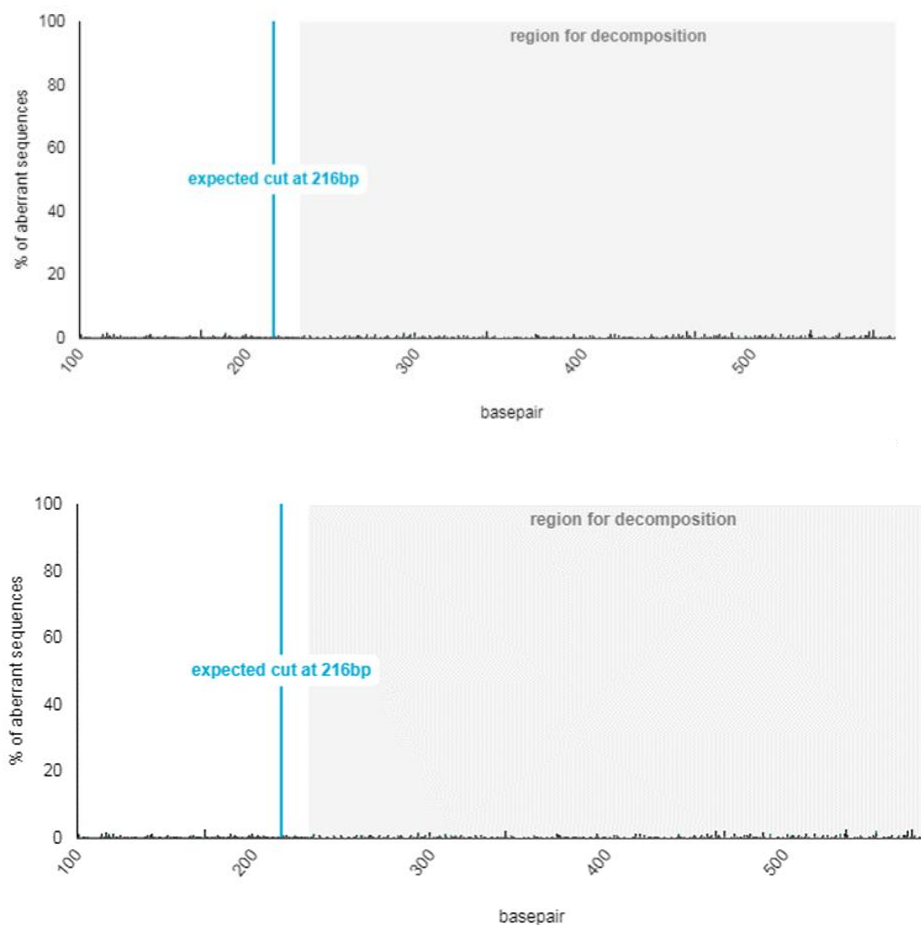 100
region for decomposition
80
60
expected cut at 216bp
40
20
0
% of aberrant sequences
100
200
300
400
500
basepair
100
region for decomposition
80
60
expected cut at 216bp
40
20
0
% of aberrant sequences
100
200
300
400
500
basepair